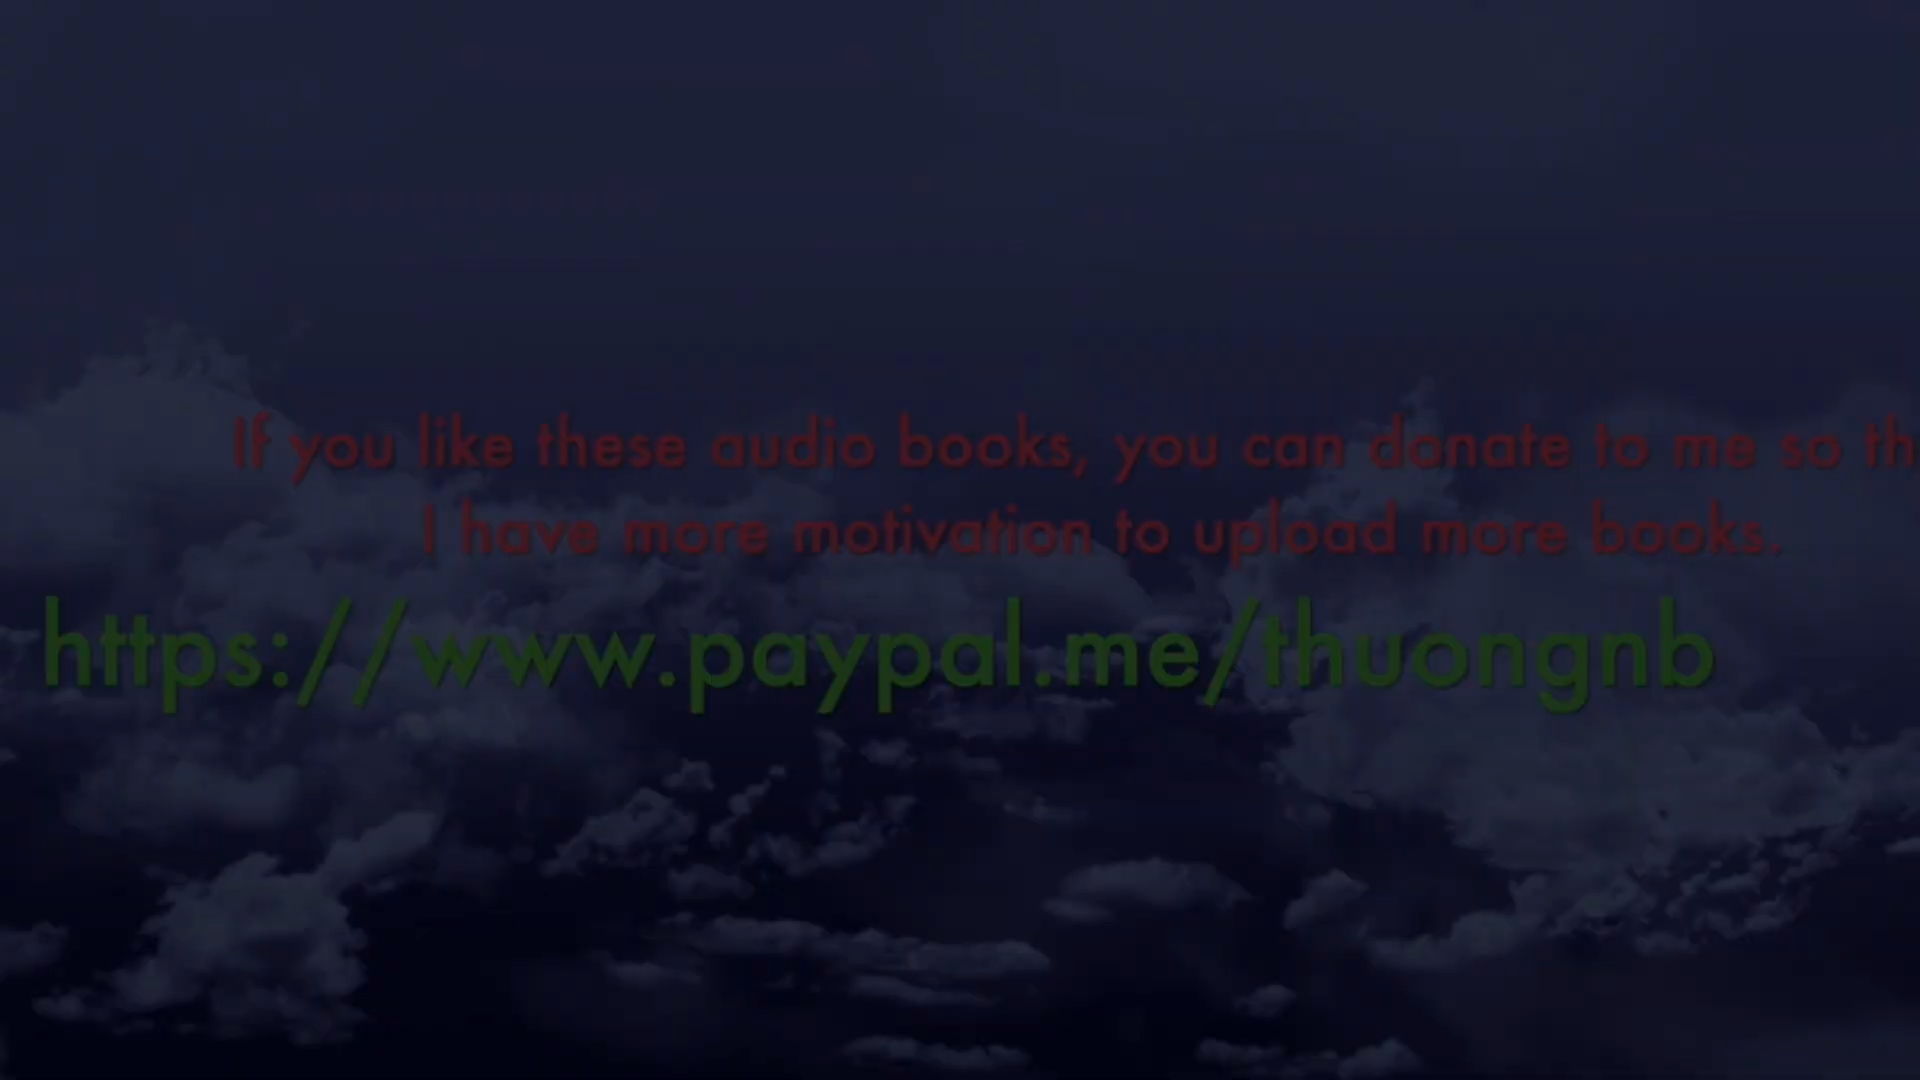 If you like these audio books, you can donate to me so th
I have more motivation to upload more books.
https://www.paypal.me/thuongnb